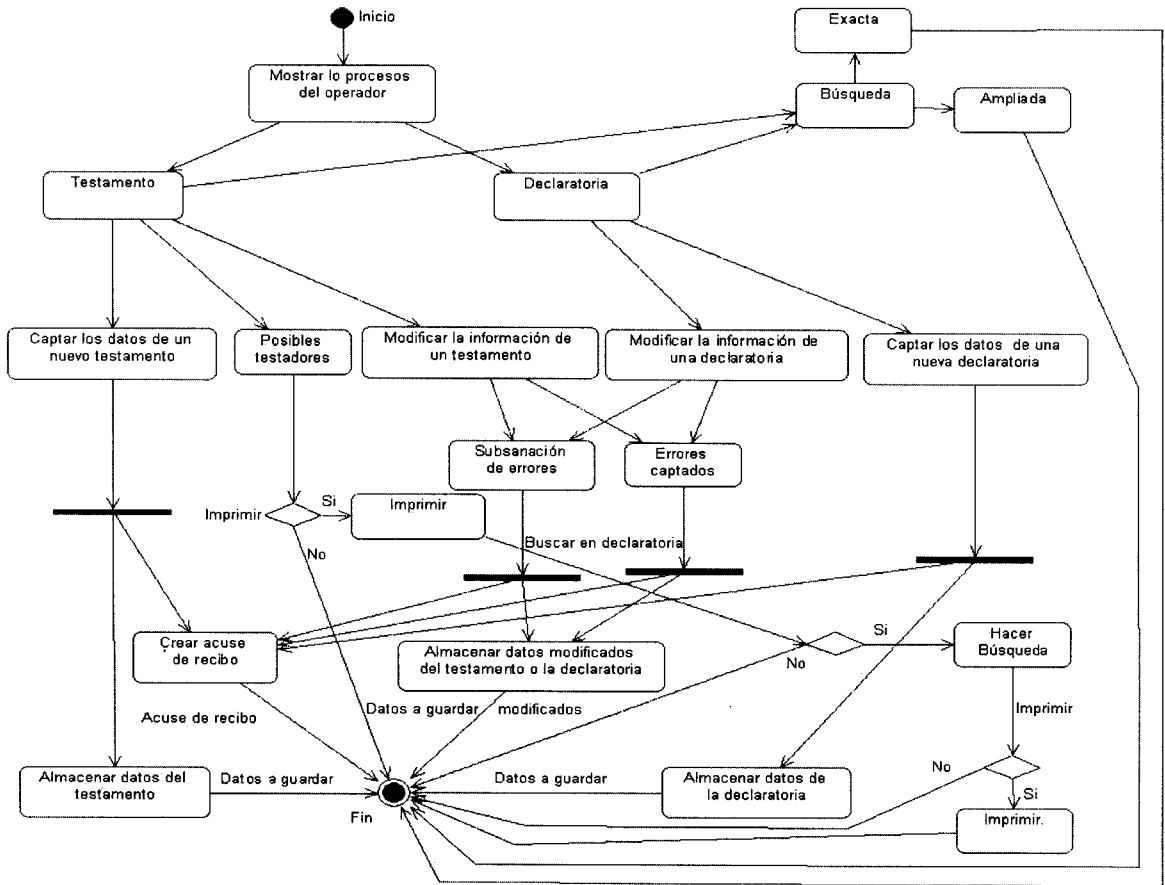 Inicio
Exacta
Mostrar lo procesos
del operador
Búsqueda
Ampliada
Testamento
Declaratoria
Captar los datos de un
nuevo testamento
Posibles
testadores
Modificar la información de
un testamento
Modificar la información de
una declaratoria
Captar los datos de una
nueva declaratoria
Subsanación
de errores
Errores
captados
Imprimir
Si
Imprimir
No
Buscar en declaratoria
Crear acuse
de recibo
Almacenar datos modificados
del testamento o la declaratoria
No
Si
Hacer
Búsqueda
Acuse de recibo
Datos a guardar modificados
Imprimir
Almacenar datos del
testamento
Datos a guardar
Fin
Datos a guardar
Almacenar datos de
la declaratoria
No
Si
Imprimir.